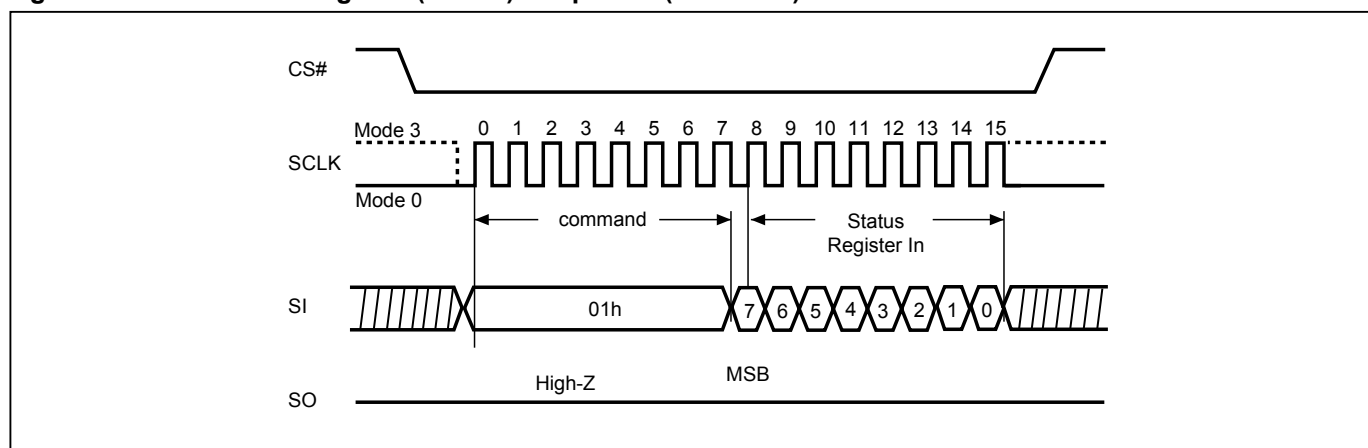 CS#
Mode 3
0 1 2 3 4 5 6 7 8 9 10 11 12 13 14 15
SCLK
Mode 0
command
Status
Register In
SI
01h
7 6 5 4 3 2 1 0
High-Z
MSB
SO